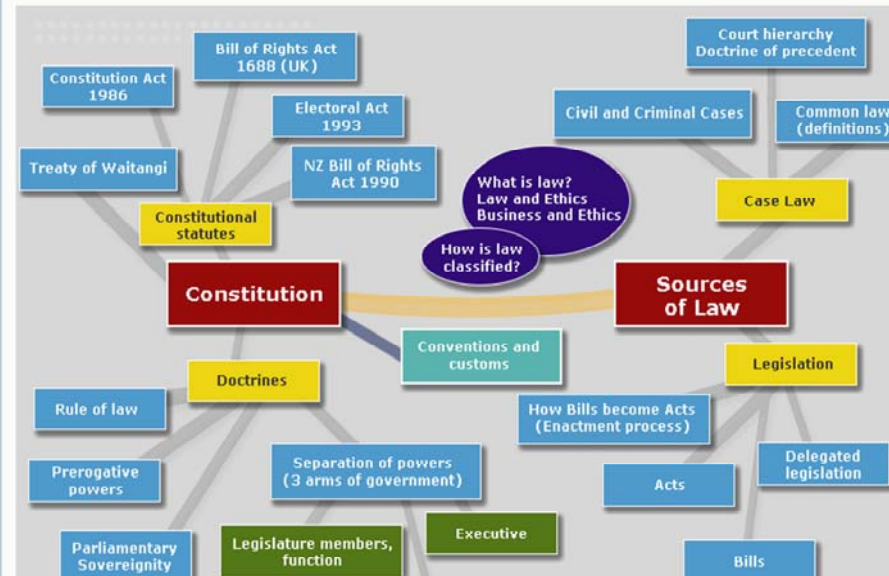 Court hierarchy
Doctrine of precedent
Bill of Rights Act
1688 (UK)
Constitution Act
1986
Electoral Act
1993
Civil and Criminal Cases
Common law
(definitions)
Treaty of Waitangi
NZ Bill of Rights
Act 1990
What is law?
Law and Ethics
Business and Ethics
Case Law
Constitutional
statutes
How is law
classified?
Constitution
Sources
of Law
Conventions and
customs
Legislation
Doctrines
Rule of law
How Bills become Acts
(Enactment process)
Separation of powers
(3 arms of government)
Delegated
legislation
Prerogative
powers
Acts
Executive
Legislature members,
function
Parliamentary
Sovereignity
Bills